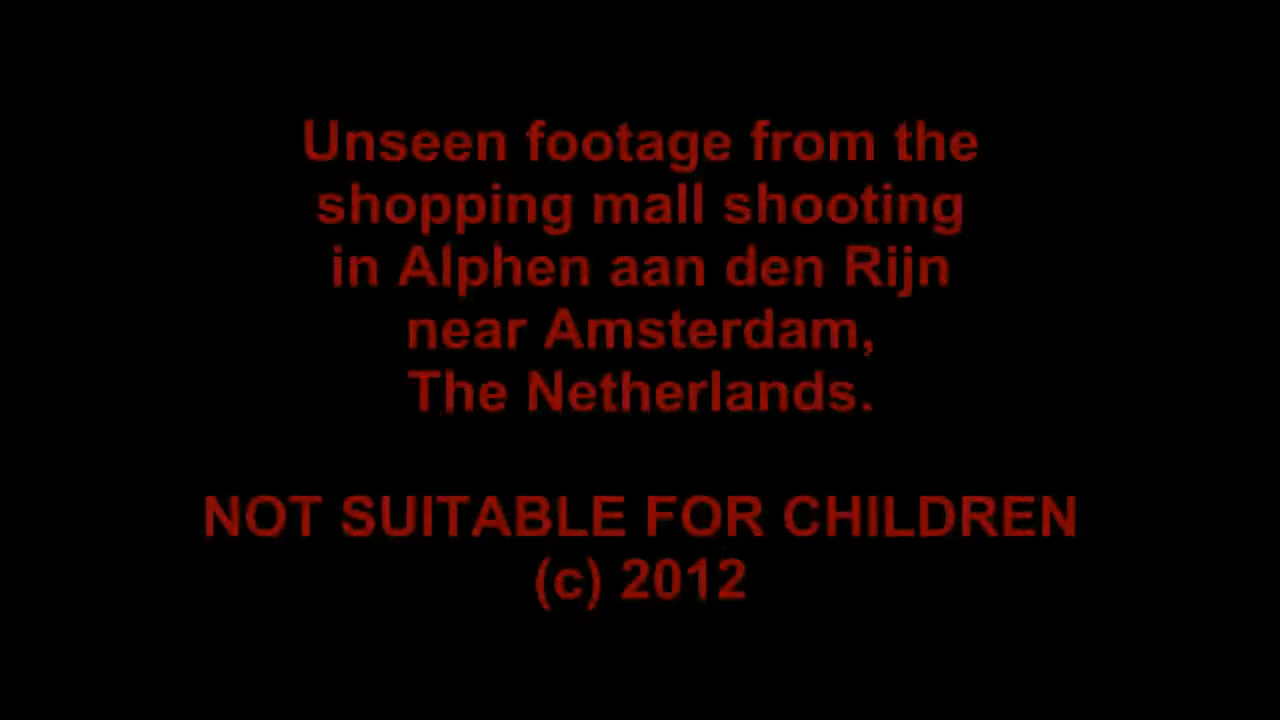 Unseen footage from the
shopping mall shooting
in Alphen aan den Rijn
near Amsterdam,
The Netherlands.
NOT SUITABLE FOR CHILDREN
(c) 2012